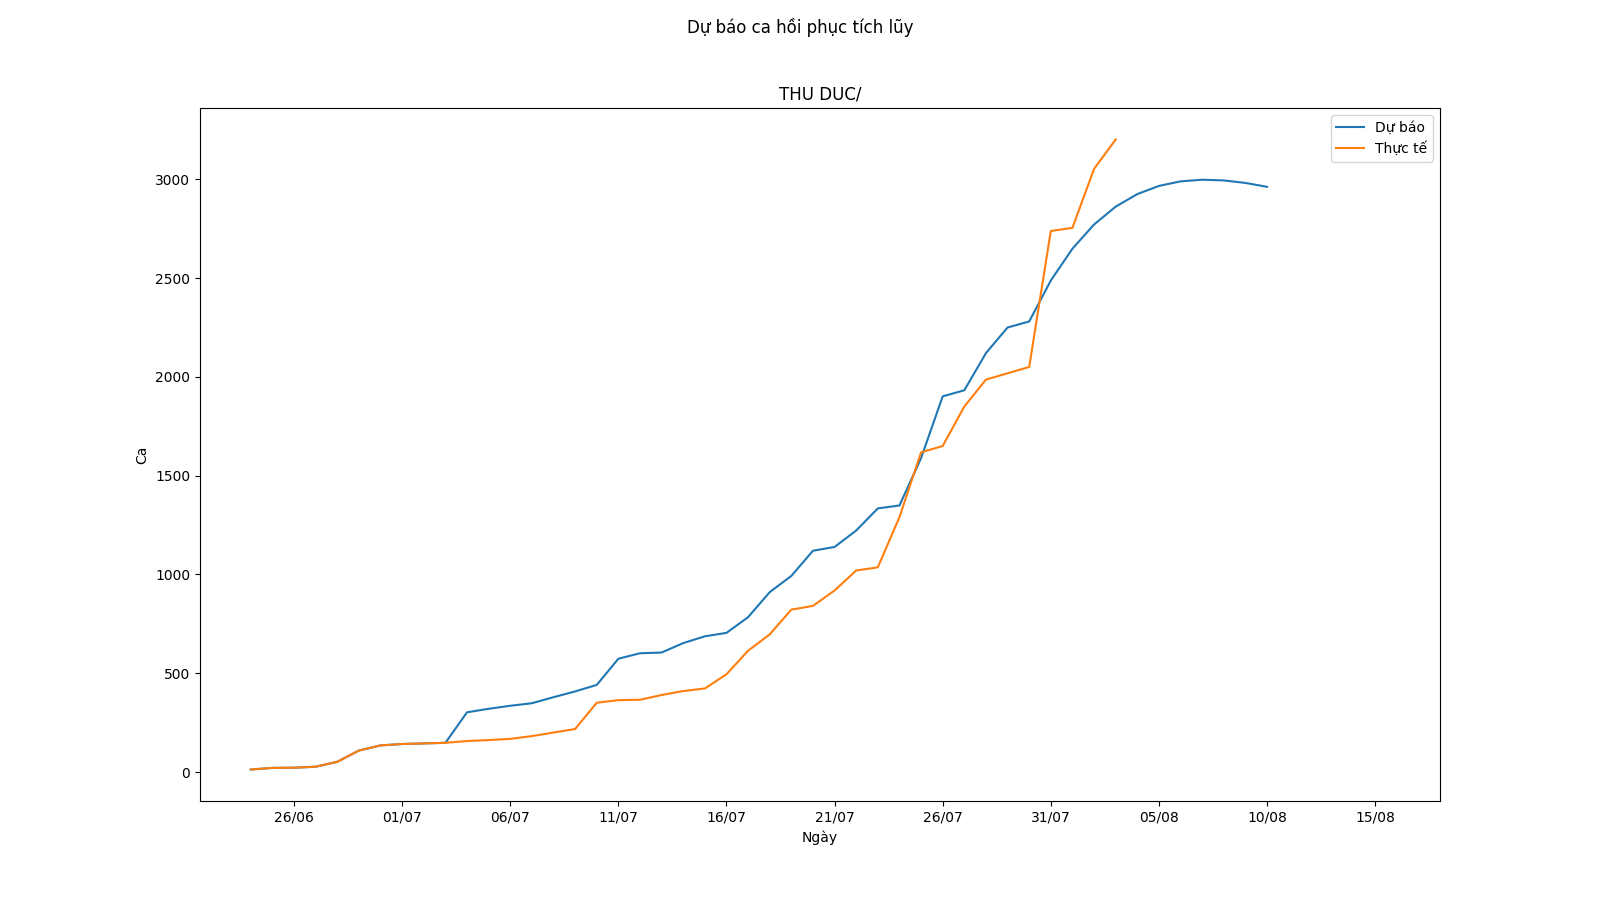 Dự báo ca hồi phục tích lũy
THU DUC/
Dự báo
Thực tế
3000
2500
2000
1500
1000
500
0
Ca
26/06 01/07 06/07 11/07 16/07 21/07 26/07 31/07 05/08 10/08 15/08
Ngày